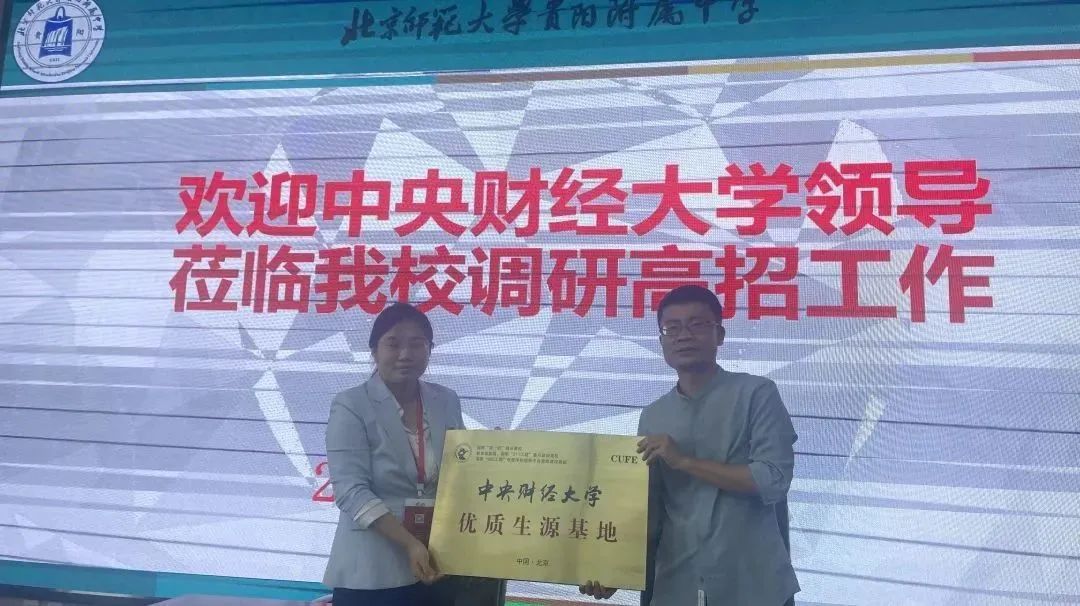 北京师范大学贵阳附属中学
欢迎中央财经大学领导
莅临我校调研高招工作
CUFE
中央财经大学
优质生源基地
中国·北京